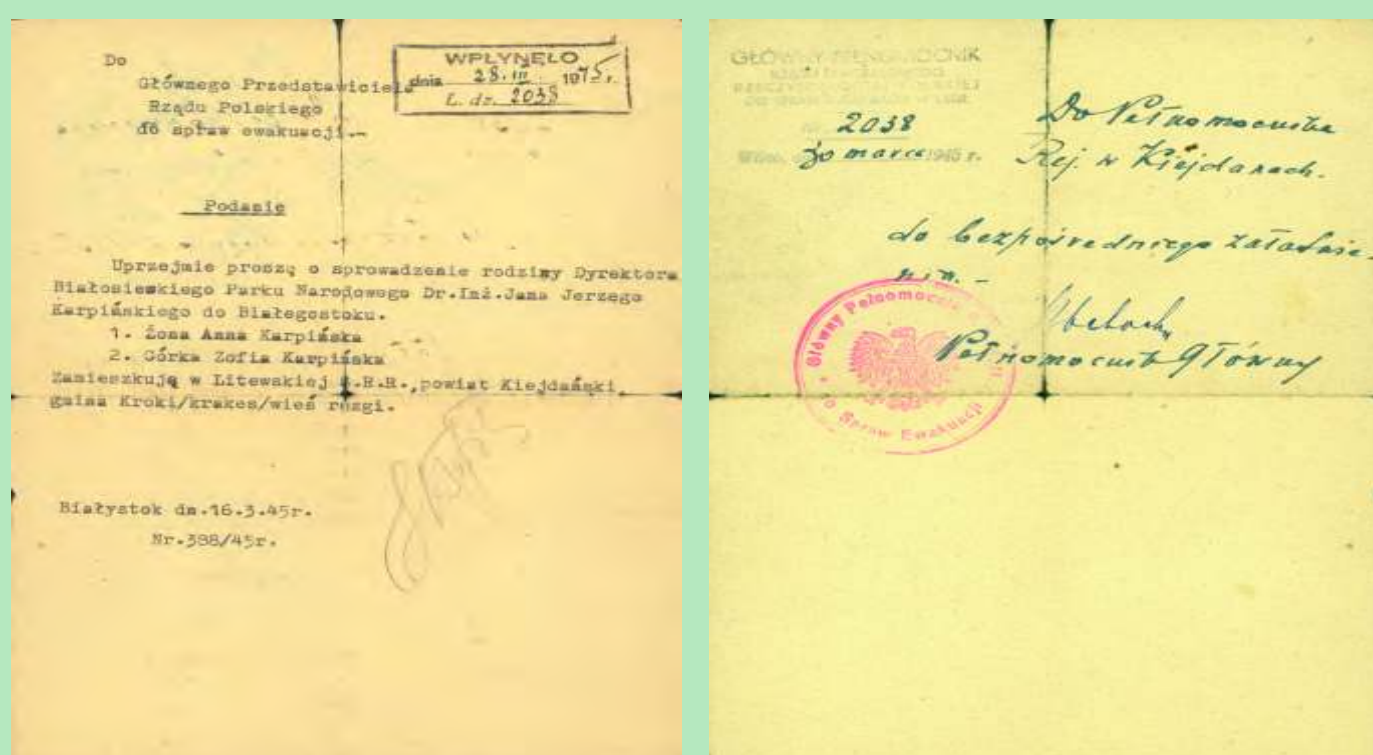 Do
Głównego Przedstawiciela
Rządu Polskiego
do spraw ewakuacji.-
WPŁYNĘŁO
dnia 28.III. 1945 r.
L. dz. 2038
Podanie
Uprzejmie proszę o sprowadzenie rodziny Dyrektora
Białosieskiego Parku Narodowego Dr.Inż.Jana Jerzego
Karpińskiego do Białegostoku.
1. Żona Anna Karpińska
2. Córka Zofia Karpińska
Zamieszkuję w Litewskiej S.R.R.,powiat Kiejdański,
gmina Kroki/krakes/wieś rezgi.
Białystok dn.16.3.45r.
Nr.388/45r.
GŁÓWNY PEŁNOMOCNIK
2038
30 marca 1945 r.
Do Pełnomocnika
Rej. w Kiejdanach.
do bezpośredniego załatwie-
nia. -
Pełnomocnik Główny
Główny Pełnomocnik
do Spraw Ewakuacji